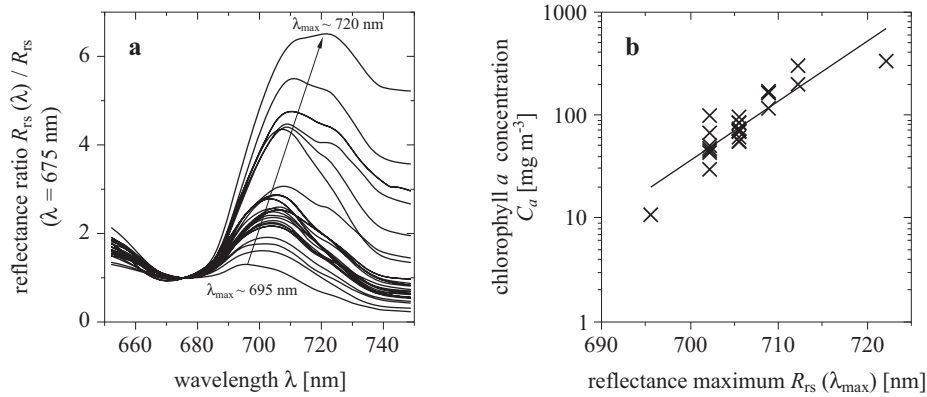 a
λmax ~ 720 nm
λmax ~ 695 nm
reflectance ratio Rrs (λ) / Rrs
(λ = 675 nm)
6
4
2
0
660 680 700 720 740
wavelength λ [nm]
b
chlorophyll a concentration
Ca [mg m-3]
1000
100
10
1
690 700 710 720
reflectance maximum Rrs (λmax) [nm]